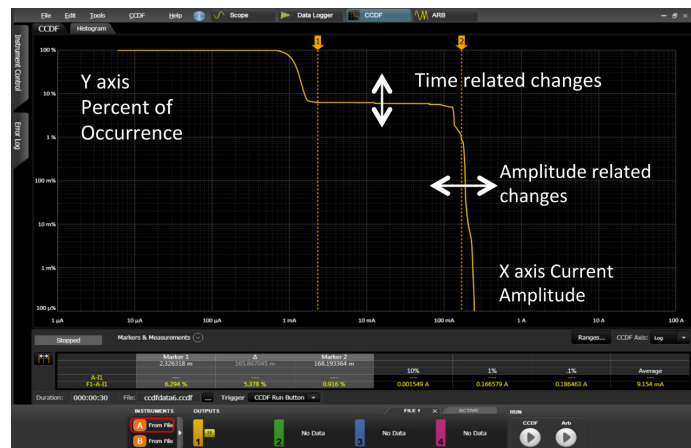 File Edit Tools CCDF Help Scope Data Logger CCDF ARB
CCDF Histogram
Instrument Control
Error Log
1 2
100 %
1 %
100 m%
10 m%
1 m%
100 µ%
Y axis
Percent of
Occurrence
Time related changes
Amplitude related
changes
X axis Current
Amplitude
1 µA 10 µA 100 µA 1 mA 10 mA 100 mA 1 A 10 A 100 A
Stopped Markers & Measurements Ranges... CCDF Axis: Log
Marker 1 Δ Marker 2
2.326318 m 165.867045 m 168.193364 m 10% 1% .1% Average
A-I1 --- --- --- --- --- --- ---
F1-A-I1 6.294 % 5.378 % 0.916 % 0.001549 A 0.166579 A 0.186463 A 9.154 mA
Duration: 000:00:30 File: ccdfdata6.ccdf ... Trigger CCDF Run Button
INSTRUMENTS OUTPUTS FILE 1 × ACTIVE RUN
A From File
B From File
1 I1
2 No Data
3 No Data
4 No Data
CCDF Arb